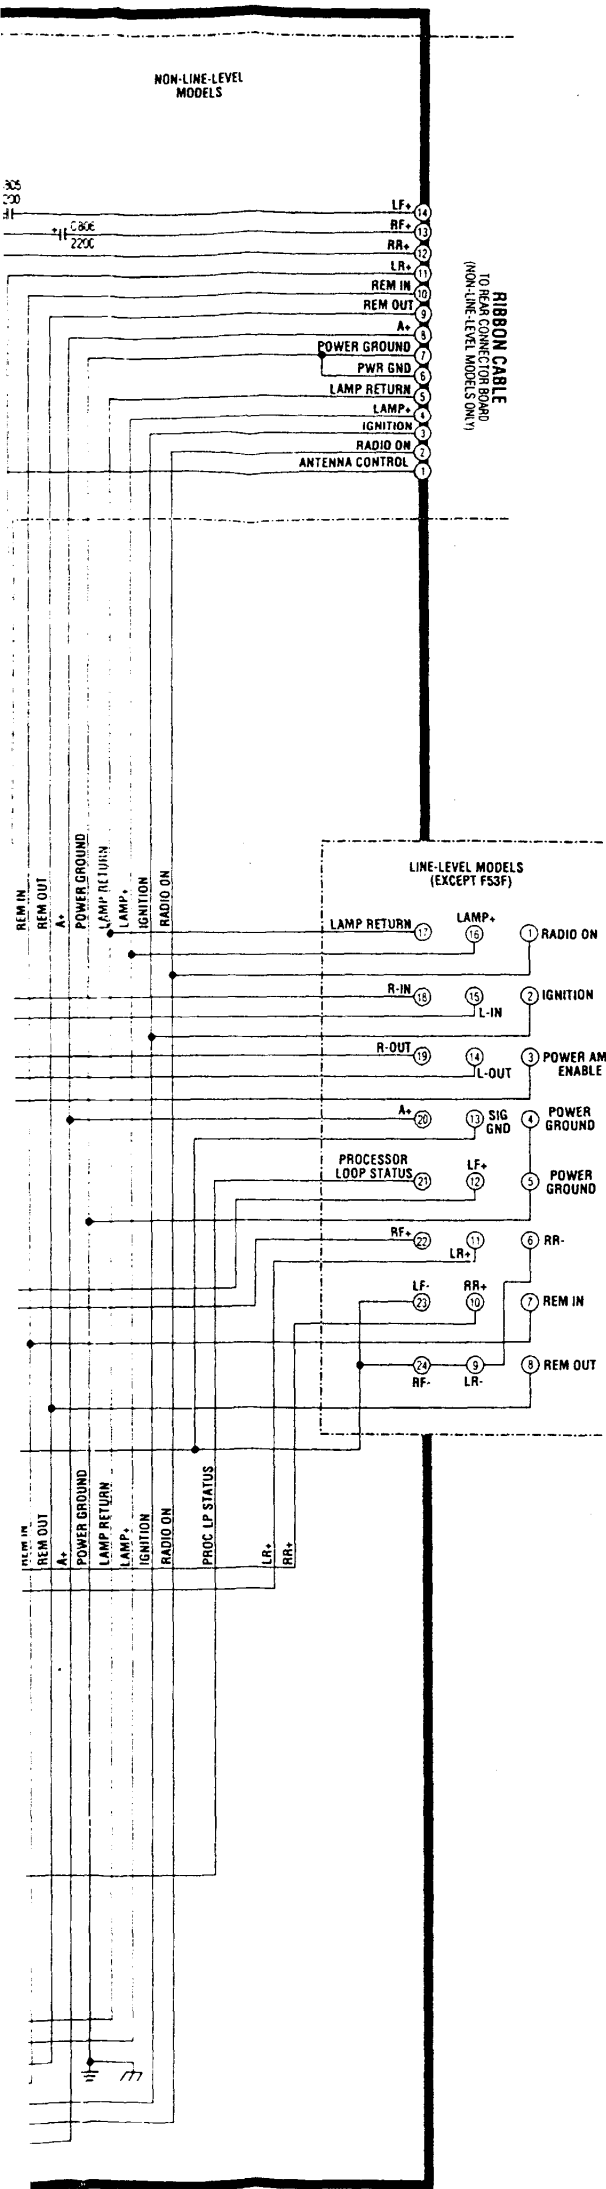 NON-LINE-LEVEL
MODELS
C806
2200
LF+ 14
RF+ 13
RR+ 12
LR+ 11
REM IN 10
REM OUT 9
A+ 8
POWER GROUND 7
PWR GND 6
LAMP RETURN 5
LAMP+ 4
IGNITION 3
RADIO ON 2
ANTENNA CONTROL 1
RIBBON CABLE
TO REAR CONNECTOR BOARD
(NON-LINE-LEVEL MODELS ONLY)
REM IN
REM OUT
A+
POWER GROUND
LAMP RETURN
LAMP+
IGNITION
RADIO ON
LINE-LEVEL MODELS
(EXCEPT F53F)
LAMP RETURN 17
LAMP+
16
1 RADIO ON
R-IN 18
15
L-IN
2 IGNITION
R-OUT 19
14
L-OUT
3 POWER AM
ENABLE
A+ 20
13 SIG
GND
4 POWER
GROUND
PROCESSOR
LOOP STATUS 21
LF+
12
5 POWER
GROUND
RF+ 22
11
LR+
6 RR-
LF-
23
RR+
10
7 REM IN
24
RF-
9
LR-
8 REM OUT
REM IN
REM OUT
A+
POWER GROUND
LAMP RETURN
LAMP+
IGNITION
RADIO ON
PROC LP STATUS
LR+
RR+